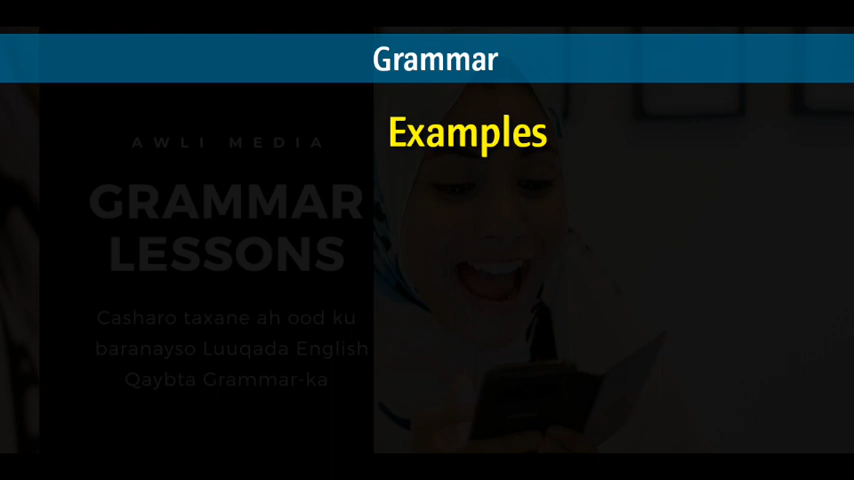 Grammar
Examples
AWLI MEDIA
GRAMMAR
LESSONS
Casharo taxane ah ood ku
baranayso Luuqada English
Qaybta Grammar-ka